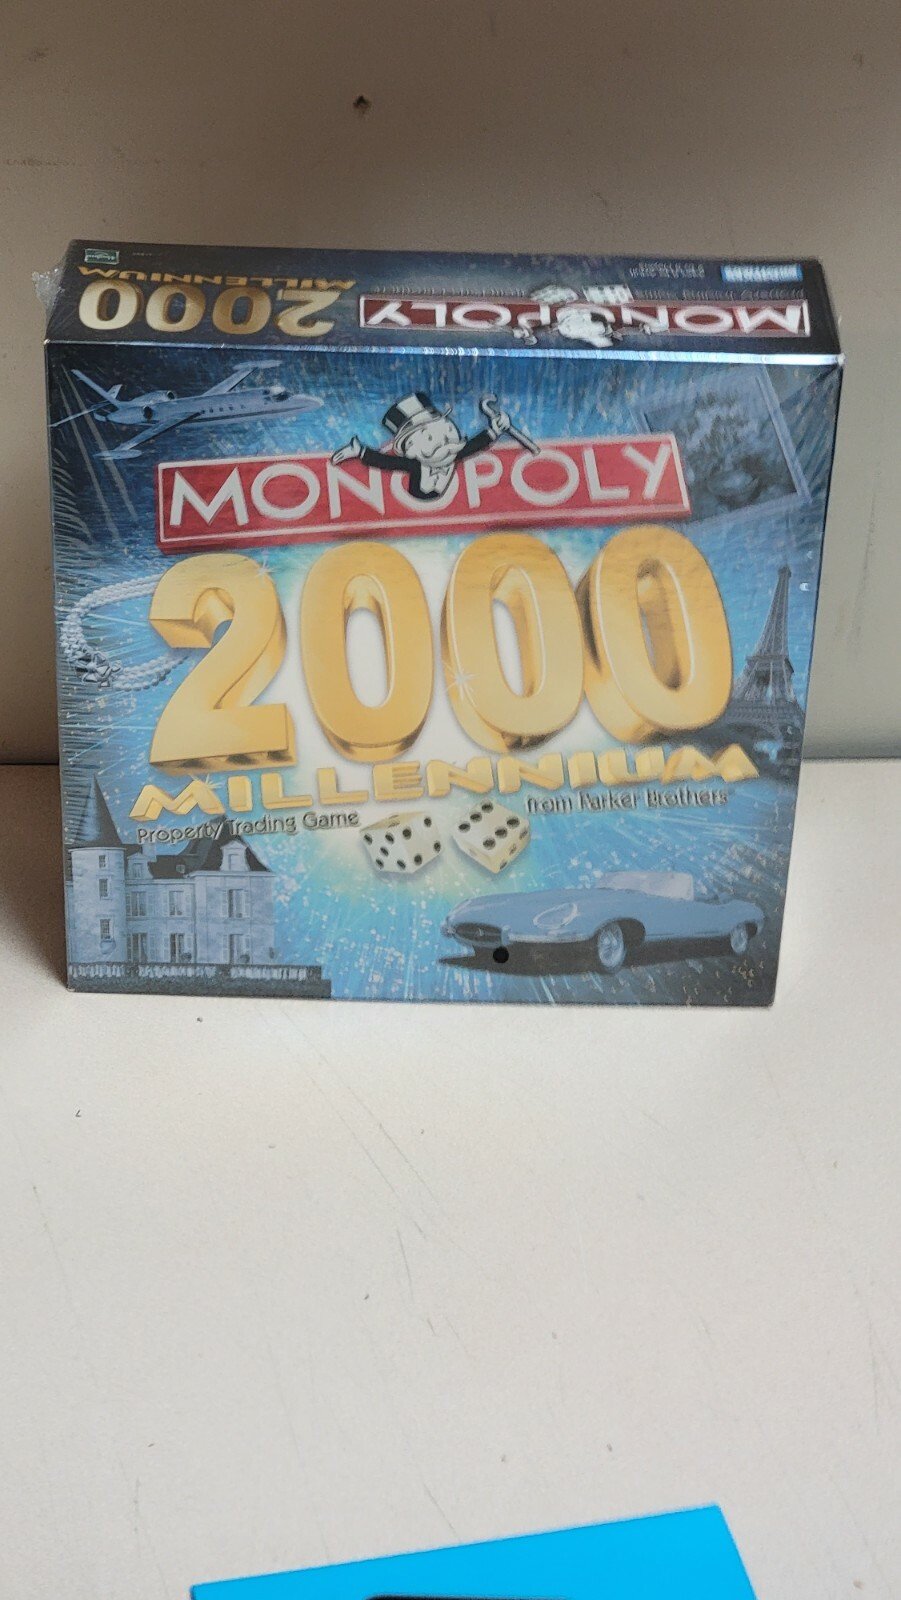 2000
MILLENNIUM
MONOPOLY
MONOPOLY
2000
MILLENNIUM
Property Trading Game
from Parker Brothers